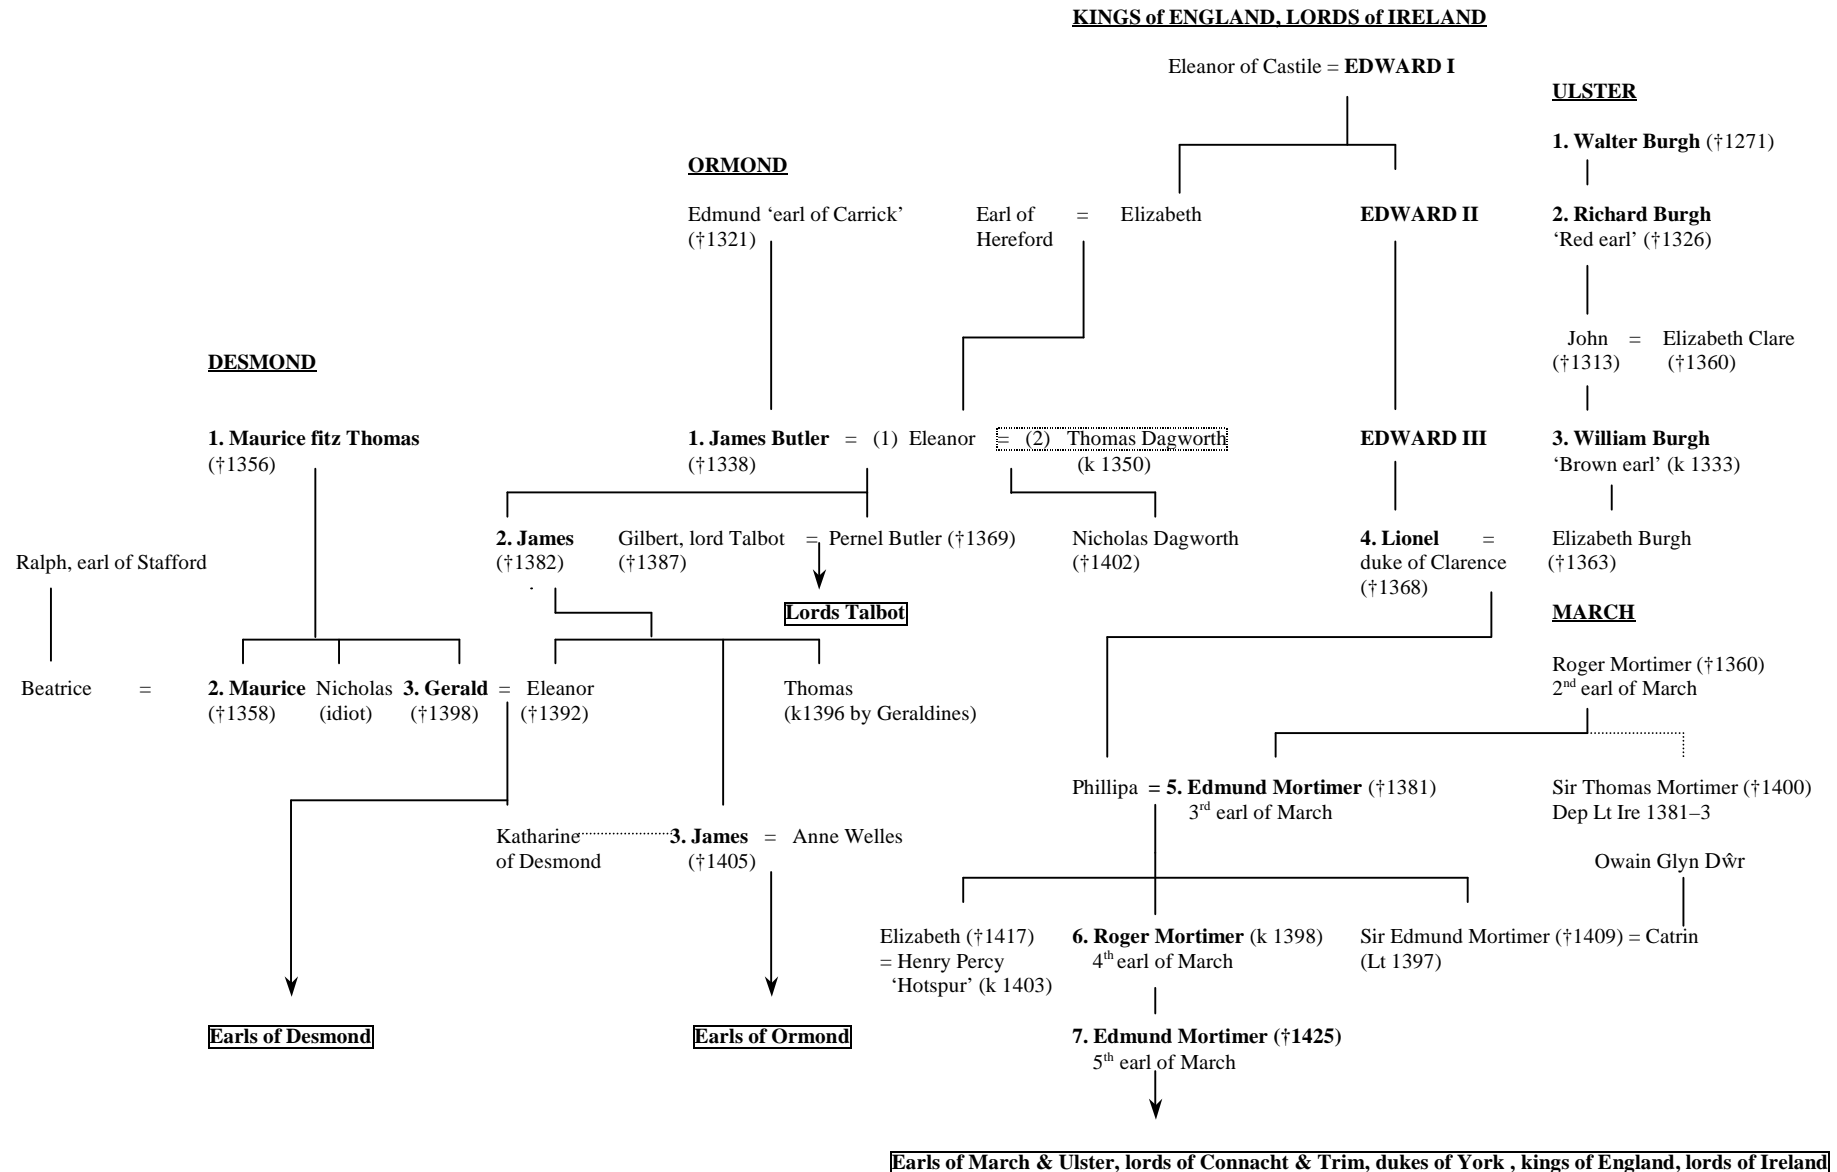 KINGS of ENGLAND, LORDS of IRELAND
Eleanor of Castile = EDWARD I
ULSTER
1. Walter Burgh (†1271)
ORMOND
Edmund ‘earl of Carrick’
(†1321)
Earl of = Elizabeth
Hereford
EDWARD II
2. Richard Burgh
‘Red earl’ (†1326)
John = Elizabeth Clare
(†1313) (†1360)
DESMOND
1. Maurice fitz Thomas
(†1356)
1. James Butler = (1) Eleanor = (2) Thomas Dagworth
(†1338) (k 1350)
EDWARD III
3. William Burgh
‘Brown earl’ (k 1333)
2. James
(†1382)
Gilbert, lord Talbot = Pernel Butler (†1369)
(†1387)
Nicholas Dagworth
(†1402)
4. Lionel = Elizabeth Burgh
duke of Clarence (†1363)
(†1368)
Ralph, earl of Stafford
Lords Talbot
MARCH
Roger Mortimer (†1360)
2nd earl of March
Beatrice = 2. Maurice Nicholas 3. Gerald = Eleanor
(†1358) (idiot) (†1398) (†1392)
Thomas
(k1396 by Geraldines)
Phillipa = 5. Edmund Mortimer (†1381)
3rd earl of March
Sir Thomas Mortimer (†1400)
Dep Lt Ire 1381–3
Katharine 3. James = Anne Welles
of Desmond (†1405)
Owain Glyn Dŵr
Elizabeth (†1417)
= Henry Percy
‘Hotspur’ (k 1403)
6. Roger Mortimer (k 1398)
4th earl of March
Sir Edmund Mortimer (†1409) = Catrin
(Lt 1397)
Earls of Desmond
Earls of Ormond
7. Edmund Mortimer (†1425)
5th earl of March
Earls of March & Ulster, lords of Connacht & Trim, dukes of York , kings of England, lords of Ireland